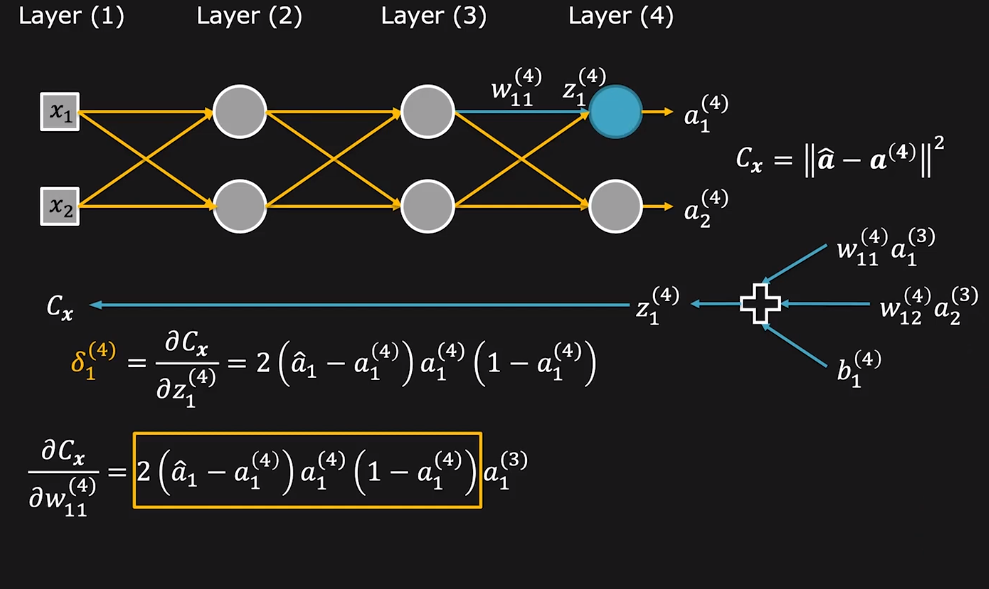 Layer (1) Layer (2) Layer (3) Layer (4)
w₁₁⁽⁴⁾ z₁⁽⁴⁾
x₁ a₁⁽⁴⁾
Cₓ = ‖â − a⁽⁴⁾‖²
x₂ a₂⁽⁴⁾
w₁₁⁽⁴⁾a₁⁽³⁾
Cₓ z₁⁽⁴⁾ w₁₂⁽⁴⁾a₂⁽³⁾
δ₁⁽⁴⁾ = ∂Cₓ/∂z₁⁽⁴⁾ = 2(â₁ − a₁⁽⁴⁾)a₁⁽⁴⁾(1 − a₁⁽⁴⁾)
b₁⁽⁴⁾
∂Cₓ/∂w₁₁⁽⁴⁾ = 2(â₁ − a₁⁽⁴⁾)a₁⁽⁴⁾(1 − a₁⁽⁴⁾)a₁⁽³⁾